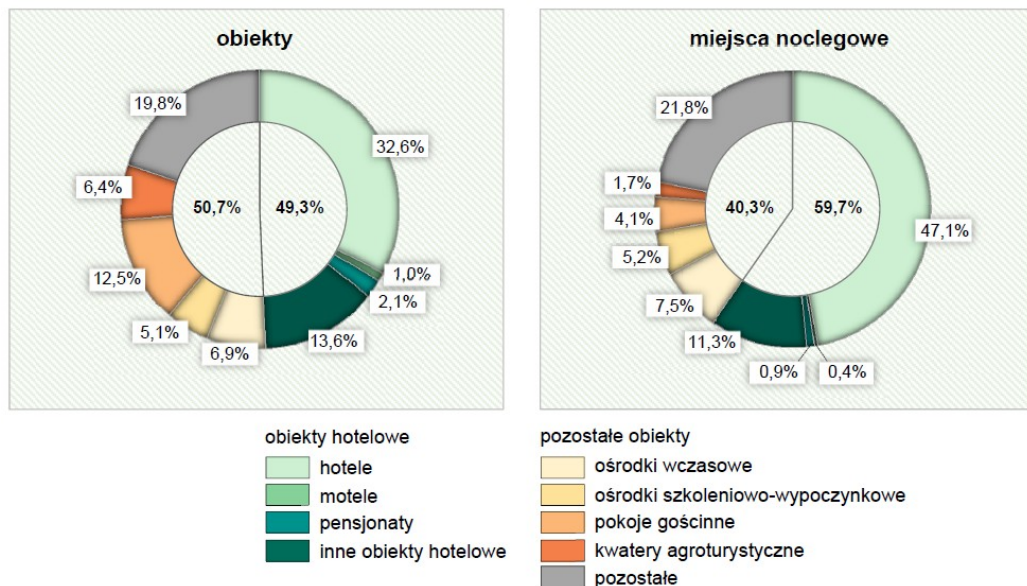 obiekty
19,8%
32,6%
6,4%
50,7%
49,3%
12,5%
1,0%
2,1%
5,1%
6,9%
13,6%
miejsca noclegowe
21,8%
1,7%
40,3%
59,7%
4,1%
47,1%
5,2%
7,5%
11,3%
0,9%
0,4%
obiekty hotelowe
hotele
motele
pensjonaty
inne obiekty hotelowe
pozostałe obiekty
ośrodki wczasowe
ośrodki szkoleniowo-wypoczynkowe
pokoje gościnne
kwatery agroturystyczne
pozostałe